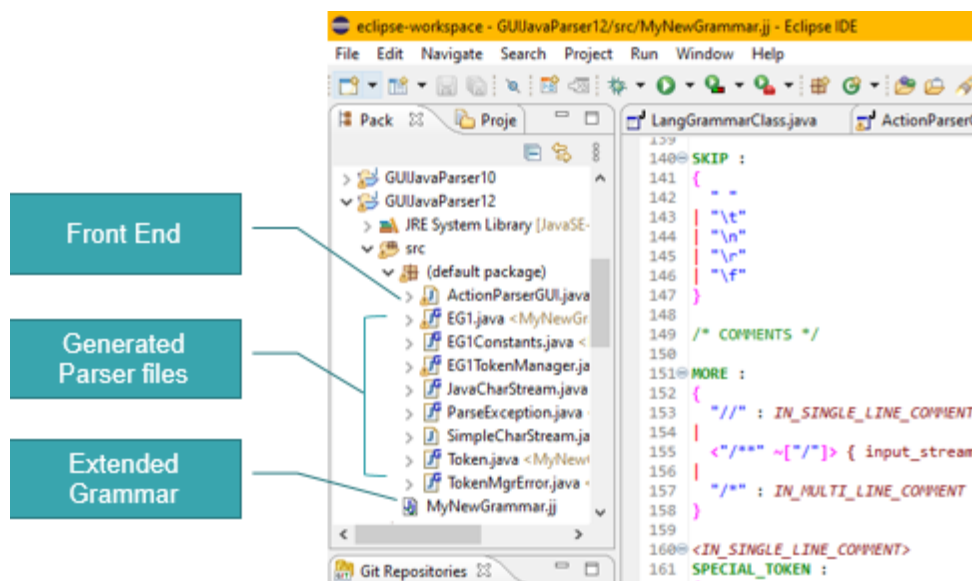 eclipse-workspace - GUIJavaParser12/src/MyNewGrammar.jj - Eclipse IDE
File Edit Navigate Search Project Run Window Help
Pack Proje
LangGrammarClass.java ActionParserG
GUIJavaParser10
GUIJavaParser12
JRE System Library [JavaSE-
src
(default package)
ActionParserGUI.java
EG1.java <MyNewGr
EG1Constants.java <
EG1TokenManager.ja
JavaCharStream.java
ParseException.java
SimpleCharStream.ja
Token.java <MyNew
TokenMgrError.java
MyNewGrammar.jj
Git Repositories
Front End
Generated
Parser files
Extended
Grammar
139
140 SKIP :
141 {
142 " "
143 | "\t"
144 | "\n"
145 | "\r"
146 | "\f"
147 }
148
149 /* COMMENTS */
150
151 MORE :
152 {
153 "//" : IN_SINGLE_LINE_COMMENT
154 |
155 <"/**" ~["/"]> { input_stream
156 |
157 "/*" : IN_MULTI_LINE_COMMENT
158 }
159
160 <IN_SINGLE_LINE_COMMENT>
161 SPECIAL_TOKEN :